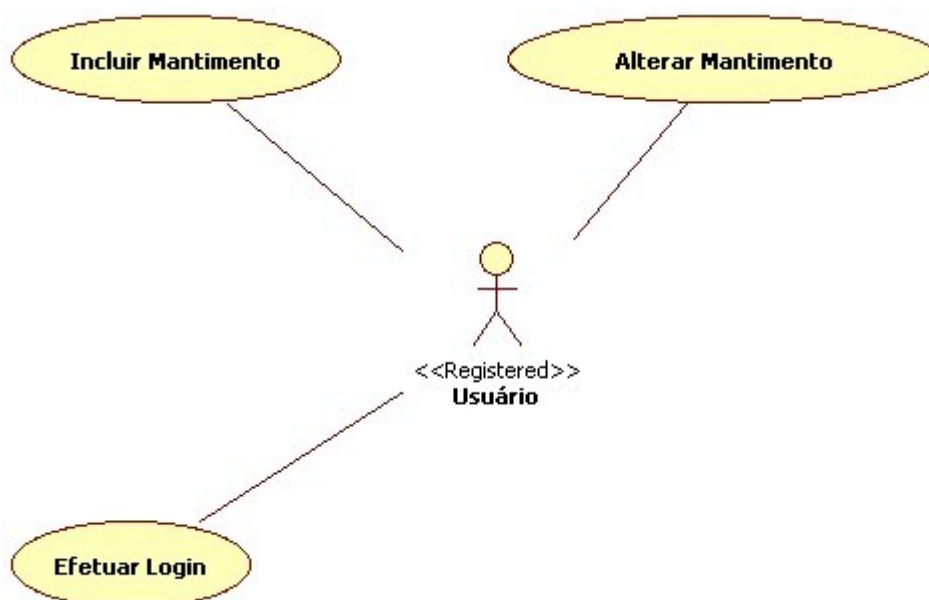 Incluir Mantimento
Alterar Mantimento
<<Registered>>
Usuário
Efetuar Login